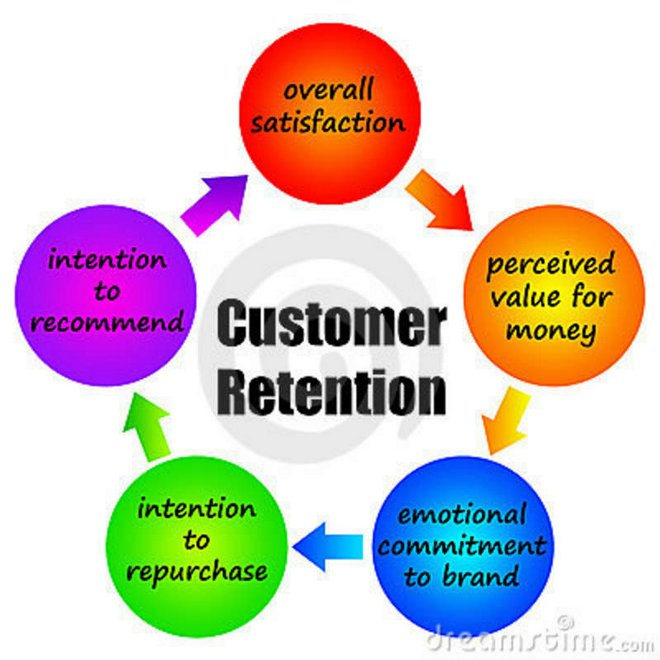 overall
satisfaction
perceived
value for
money
emotional
commitment
to brand
intention
to
repurchase
intention
to
recommend
Customer
Retention
dreamstime.com